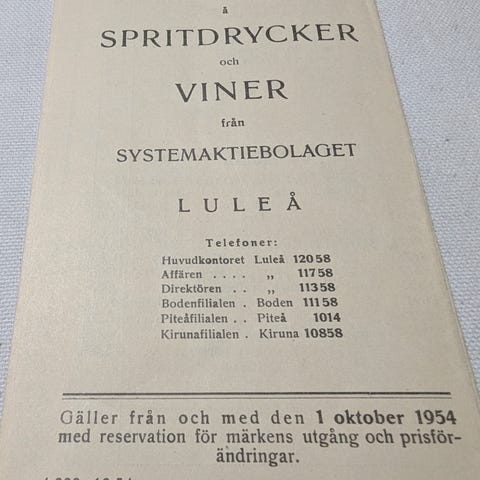 å
SPRITDRYCKER
och
VINER
från
SYSTEMAKTIEBOLAGET
LULEÅ
Telefoner:
Huvudkontoret Luleå 12058
Affären . . . . „ 11758
Direktören . . „ 11358
Bodenfilialen . Boden 11158
Piteåfilialen . . Piteå 1014
Kirunafilialen . Kiruna 10858
Gäller från och med den 1 oktober 1954
med reservation för märkens utgång och prisför-
ändringar.